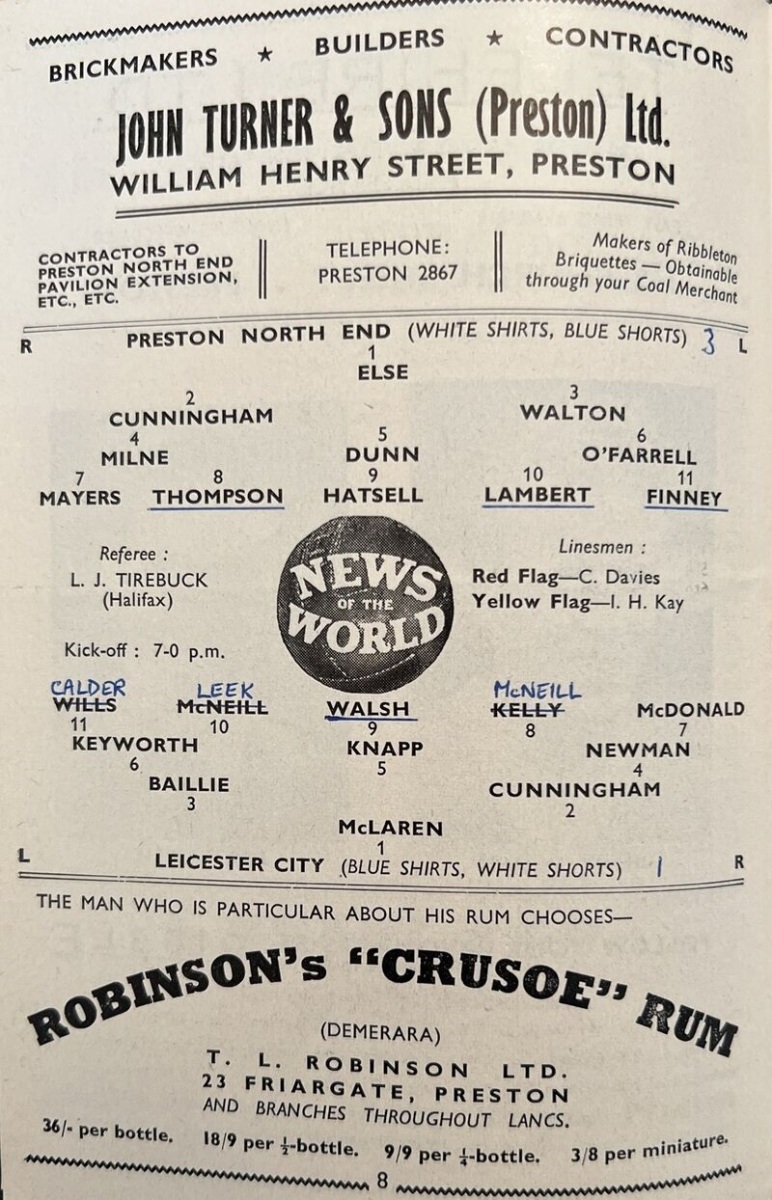 BRICKMAKERS ★ BUILDERS ★ CONTRACTORS
JOHN TURNER & SONS (Preston) Ltd.
WILLIAM HENRY STREET, PRESTON
CONTRACTORS TO
PRESTON NORTH END
PAVILION EXTENSION,
ETC., ETC.
TELEPHONE:
PRESTON 2867
Makers of Ribbleton
Briquettes — Obtainable
through your Coal Merchant
R PRESTON NORTH END (WHITE SHIRTS, BLUE SHORTS) 3 L
1
ELSE
2 3
CUNNINGHAM WALTON
4 5 6
MILNE DUNN O'FARRELL
7 8 9 10 11
MAYERS THOMPSON HATSELL LAMBERT FINNEY
Referee :
L. J. TIREBUCK
(Halifax)
Kick-off : 7-0 p.m.
NEWS
OF THE
WORLD
Linesmen :
Red Flag—C. Davies
Yellow Flag—I. H. Kay
CALDER LEEK McNEILL
WILLS McNEILL WALSH KELLY McDONALD
11 10 9 8 7
KEYWORTH KNAPP NEWMAN
6 5 4
BAILLIE CUNNINGHAM
3 2
McLAREN
1
L LEICESTER CITY (BLUE SHIRTS, WHITE SHORTS) 1 R
THE MAN WHO IS PARTICULAR ABOUT HIS RUM CHOOSES—
ROBINSON's "CRUSOE" RUM
(DEMERARA)
T. L. ROBINSON LTD.
23 FRIARGATE, PRESTON
AND BRANCHES THROUGHOUT LANCS.
36/- per bottle. 18/9 per ½-bottle. 9/9 per ¼-bottle. 3/8 per miniature.
8